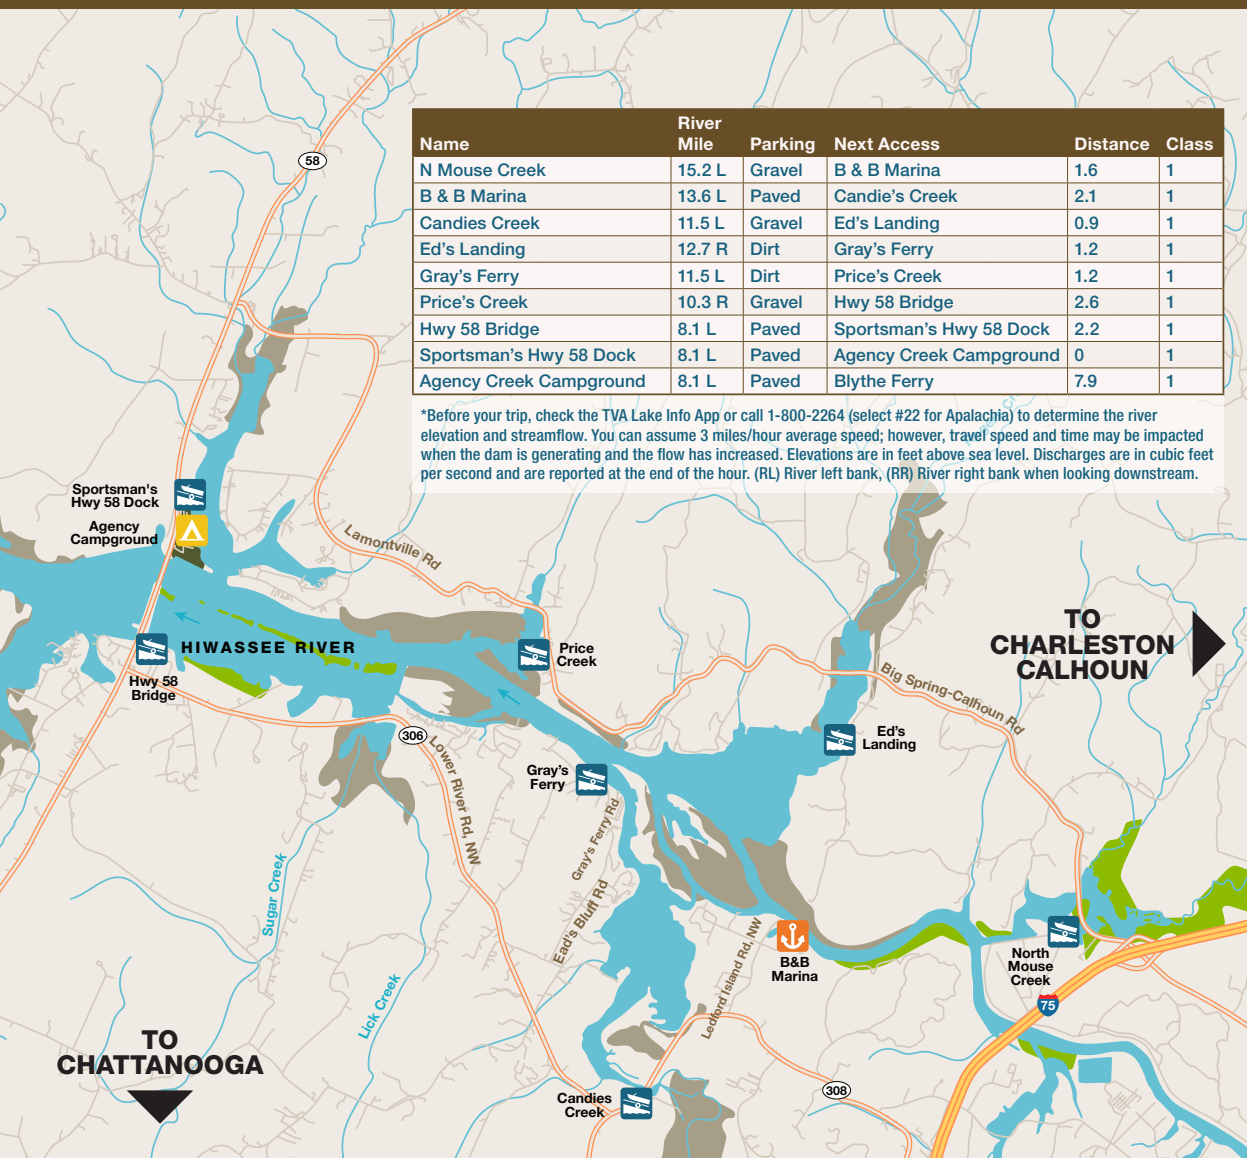 River
Name Mile Parking Next Access Distance Class
N Mouse Creek 15.2 L Gravel B & B Marina 1.6 1
B & B Marina 13.6 L Paved Candie's Creek 2.1 1
Candies Creek 11.5 L Gravel Ed's Landing 0.9 1
Ed's Landing 12.7 R Dirt Gray's Ferry 1.2 1
Gray's Ferry 11.5 L Dirt Price's Creek 1.2 1
Price's Creek 10.3 R Gravel Hwy 58 Bridge 2.6 1
Hwy 58 Bridge 8.1 L Paved Sportsman's Hwy 58 Dock 2.2 1
Sportsman's Hwy 58 Dock 8.1 L Paved Agency Creek Campground 0 1
Agency Creek Campground 8.1 L Paved Blythe Ferry 7.9 1
*Before your trip, check the TVA Lake Info App or call 1-800-2264 (select #22 for Apalachia) to determine the river
elevation and streamflow. You can assume 3 miles/hour average speed; however, travel speed and time may be impacted
when the dam is generating and the flow has increased. Elevations are in feet above sea level. Discharges are in cubic feet
per second and are reported at the end of the hour. (RL) River left bank, (RR) River right bank when looking downstream.
58
Sportsman's
Hwy 58 Dock
Agency
Campground
Lamontville Rd
HIWASSEE RIVER
Hwy 58
Bridge
Price
Creek
TO
CHARLESTON
CALHOUN
Big Spring-Calhoun Rd
Ed's
Landing
306
Lower River Rd, NW
Gray's
Ferry
Gray's Ferry Rd
Ead's Bluff Rd
Sugar Creek
Lick Creek
Ledford Island Rd, NW
B&B
Marina
North
Mouse
Creek
75
TO
CHATTANOOGA
Candies
Creek
308